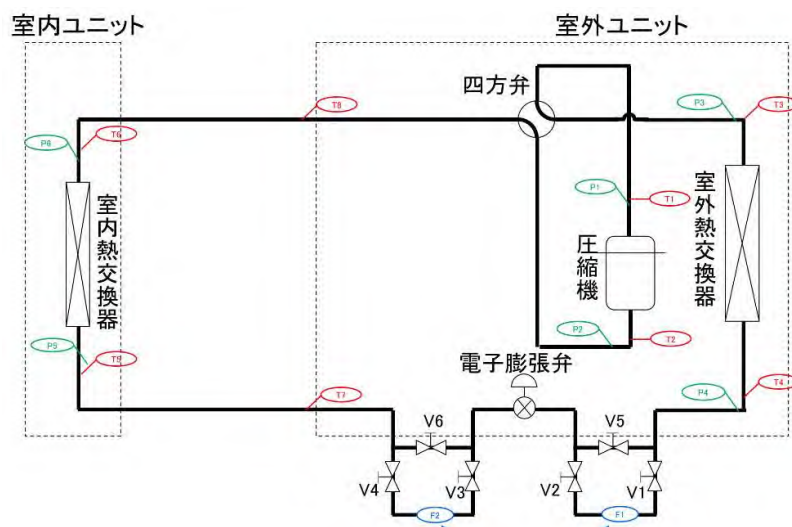 室内ユニット
室外ユニット
四方弁
T8
P3
T3
P6
T6
P1
T1
室内熱交換器
圧縮機
室外熱交換器
P5
T5
P2
T2
電子膨張弁
T7
P4
T4
V6
V5
V4
V3
V2
V1
F2
F1